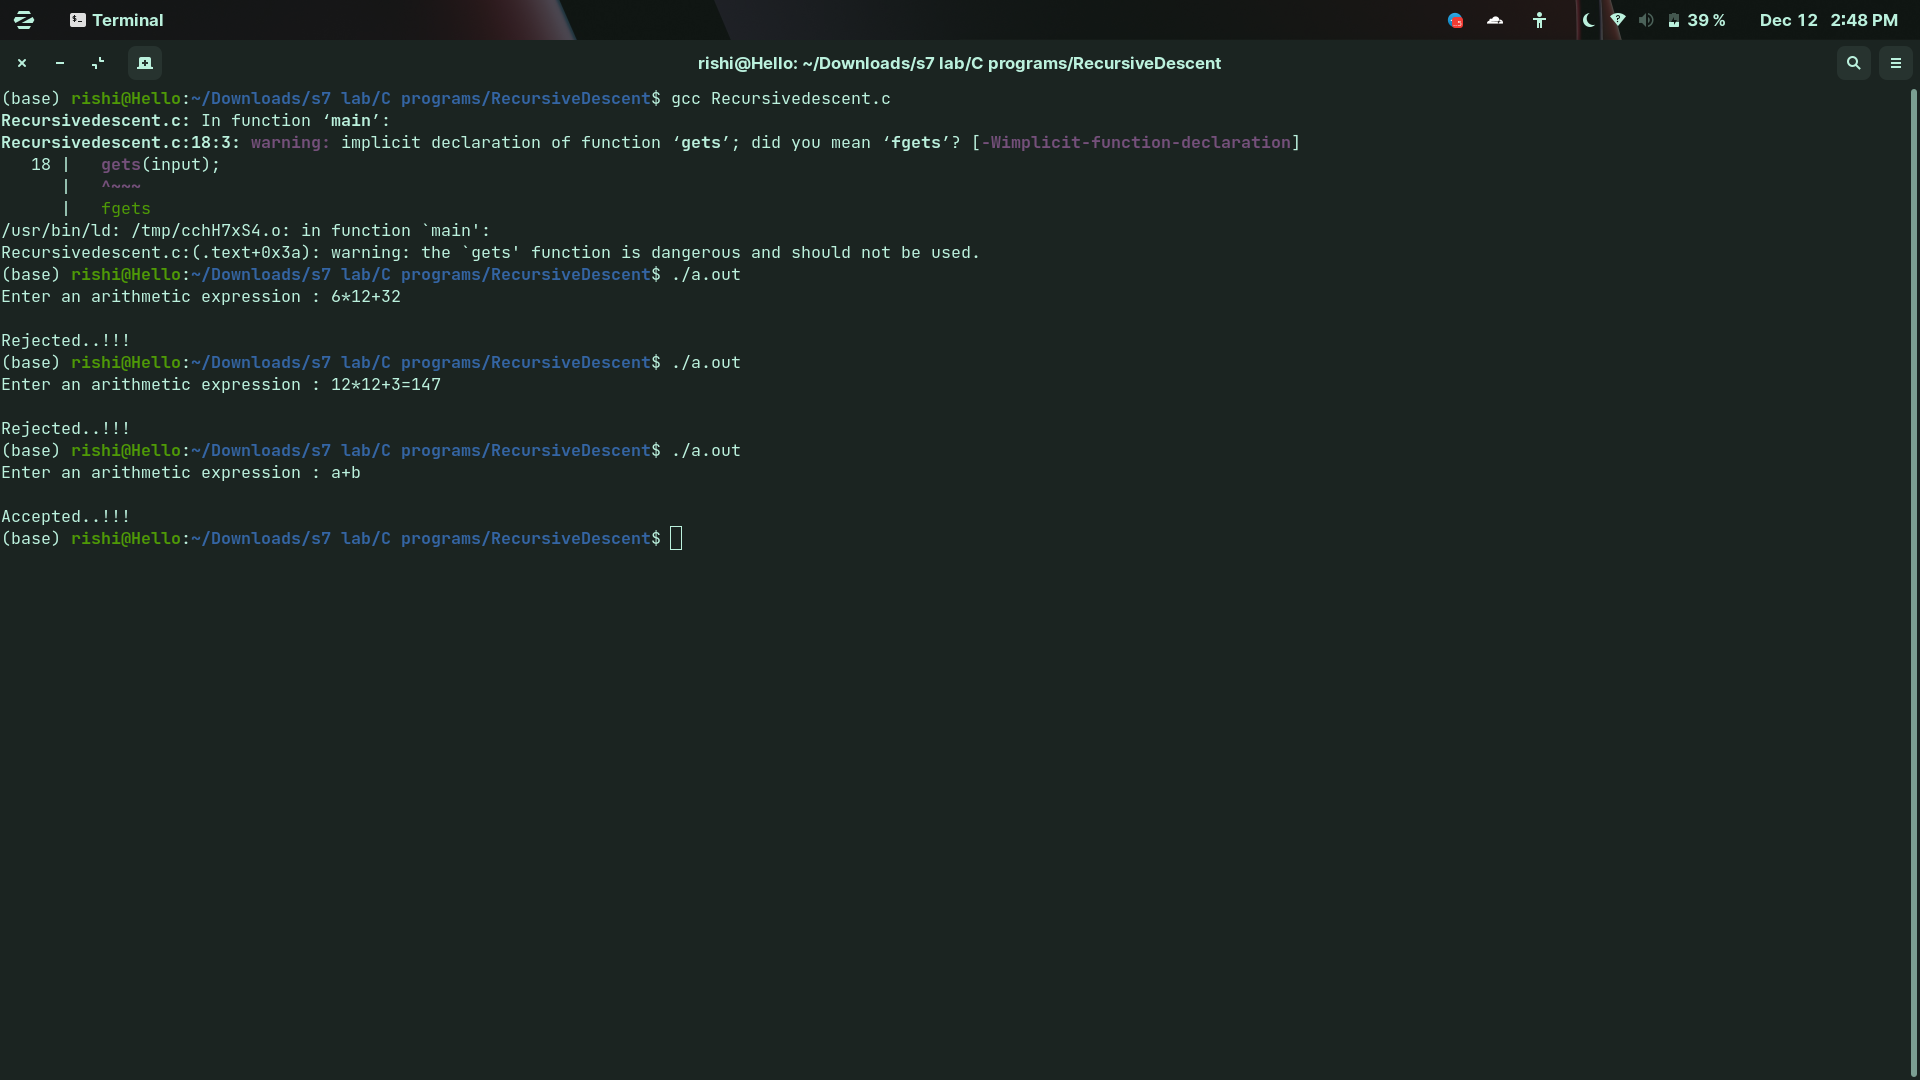 Terminal
39 %
Dec 12 2:48 PM
rishi@Hello: ~/Downloads/s7 lab/C programs/RecursiveDescent
(base) rishi@Hello:~/Downloads/s7 lab/C programs/RecursiveDescent$ gcc Recursivedescent.c
Recursivedescent.c: In function ‘main’:
Recursivedescent.c:18:3: warning: implicit declaration of function ‘gets’; did you mean ‘fgets’? [-Wimplicit-function-declaration]
   18 |   gets(input);
      |   ^~~~
      |   fgets
/usr/bin/ld: /tmp/cchH7xS4.o: in function `main':
Recursivedescent.c:(.text+0x3a): warning: the `gets' function is dangerous and should not be used.
(base) rishi@Hello:~/Downloads/s7 lab/C programs/RecursiveDescent$ ./a.out
Enter an arithmetic expression : 6*12+32
Rejected..!!!
(base) rishi@Hello:~/Downloads/s7 lab/C programs/RecursiveDescent$ ./a.out
Enter an arithmetic expression : 12*12+3=147
Rejected..!!!
(base) rishi@Hello:~/Downloads/s7 lab/C programs/RecursiveDescent$ ./a.out
Enter an arithmetic expression : a+b
Accepted..!!!
(base) rishi@Hello:~/Downloads/s7 lab/C programs/RecursiveDescent$